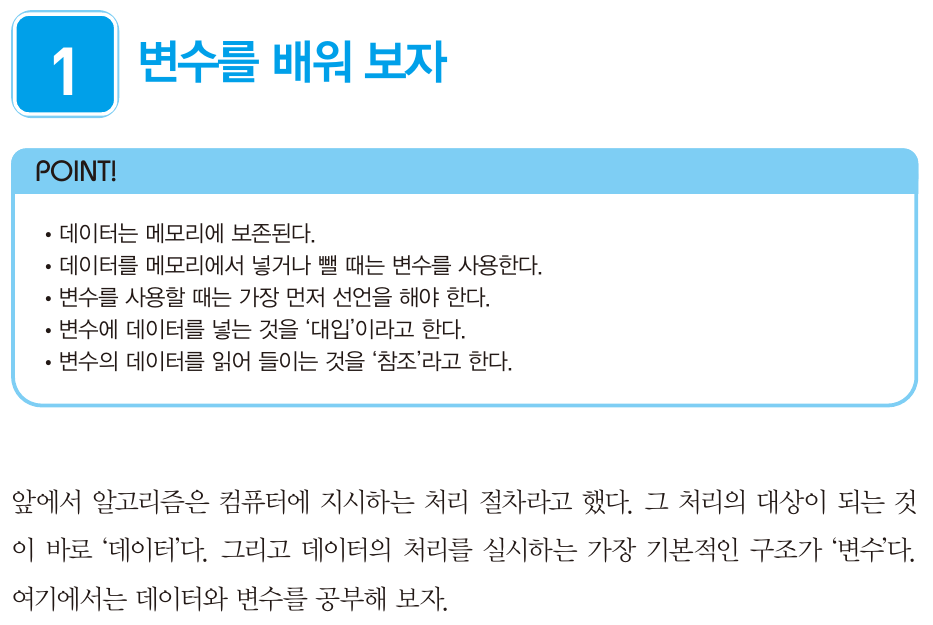 1 변수를 배워 보자
POINT!
• 데이터는 메모리에 보존된다.
• 데이터를 메모리에서 넣거나 뺄 때는 변수를 사용한다.
• 변수를 사용할 때는 가장 먼저 선언을 해야 한다.
• 변수에 데이터를 넣는 것을 ‘대입’이라고 한다.
• 변수의 데이터를 읽어 들이는 것을 ‘참조’라고 한다.
앞에서 알고리즘은 컴퓨터에 지시하는 처리 절차라고 했다. 그 처리의 대상이 되는 것
이 바로 ‘데이터’다. 그리고 데이터의 처리를 실시하는 가장 기본적인 구조가 ‘변수’다.
여기에서는 데이터와 변수를 공부해 보자.